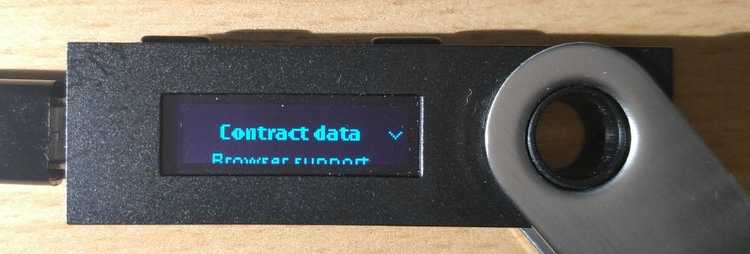 Contract data
Browser support